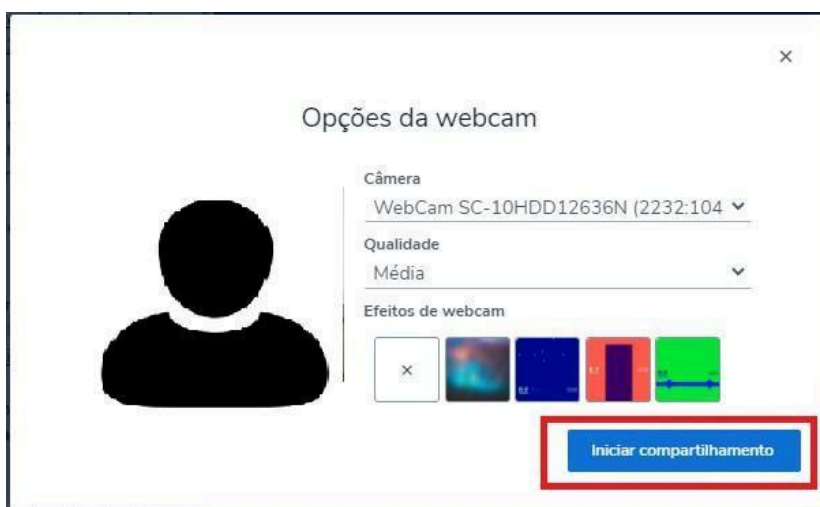 Opções da webcam
Câmera
WebCam SC-10HDD12636N (2232:104
Qualidade
Média
Efeitos de webcam
Iniciar compartilhamento